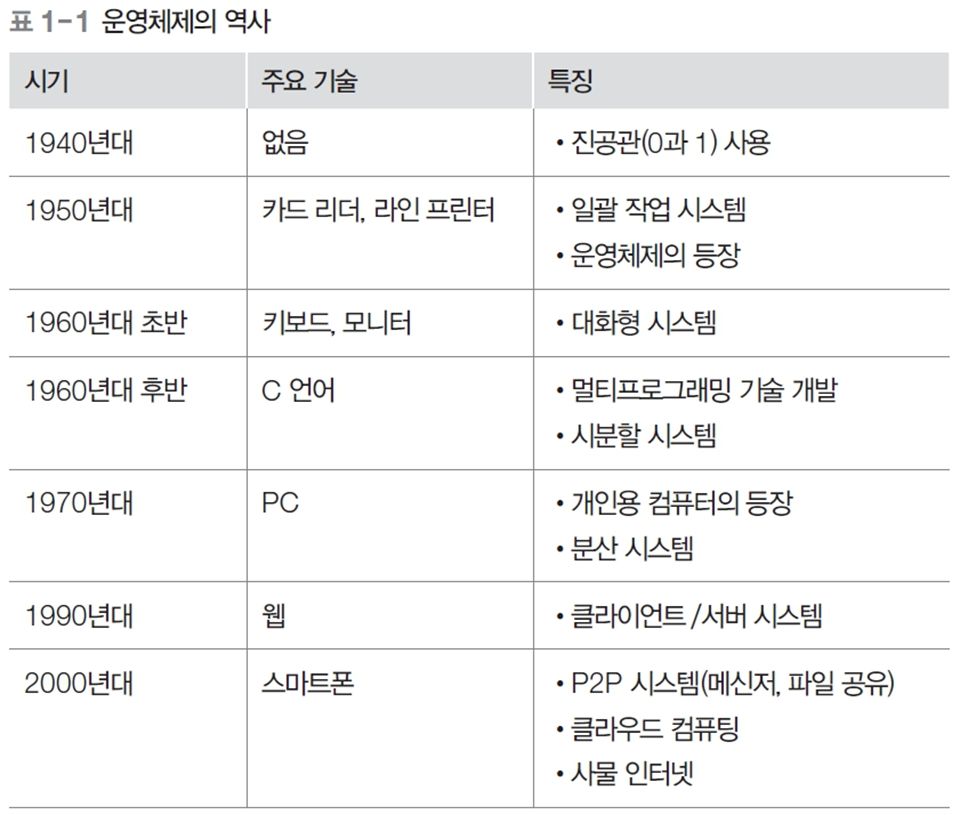 표 1-1 운영체제의 역사
시기 주요 기술 특징
1940년대 없음 •진공관(0과 1) 사용
1950년대 카드 리더, 라인 프린터 •일괄 작업 시스템
•운영체제의 등장
1960년대 초반 키보드, 모니터 •대화형 시스템
1960년대 후반 C 언어 •멀티프로그래밍 기술 개발
•시분할 시스템
1970년대 PC •개인용 컴퓨터의 등장
•분산 시스템
1990년대 웹 •클라이언트/서버 시스템
2000년대 스마트폰 •P2P 시스템(메신저, 파일 공유)
•클라우드 컴퓨팅
•사물 인터넷